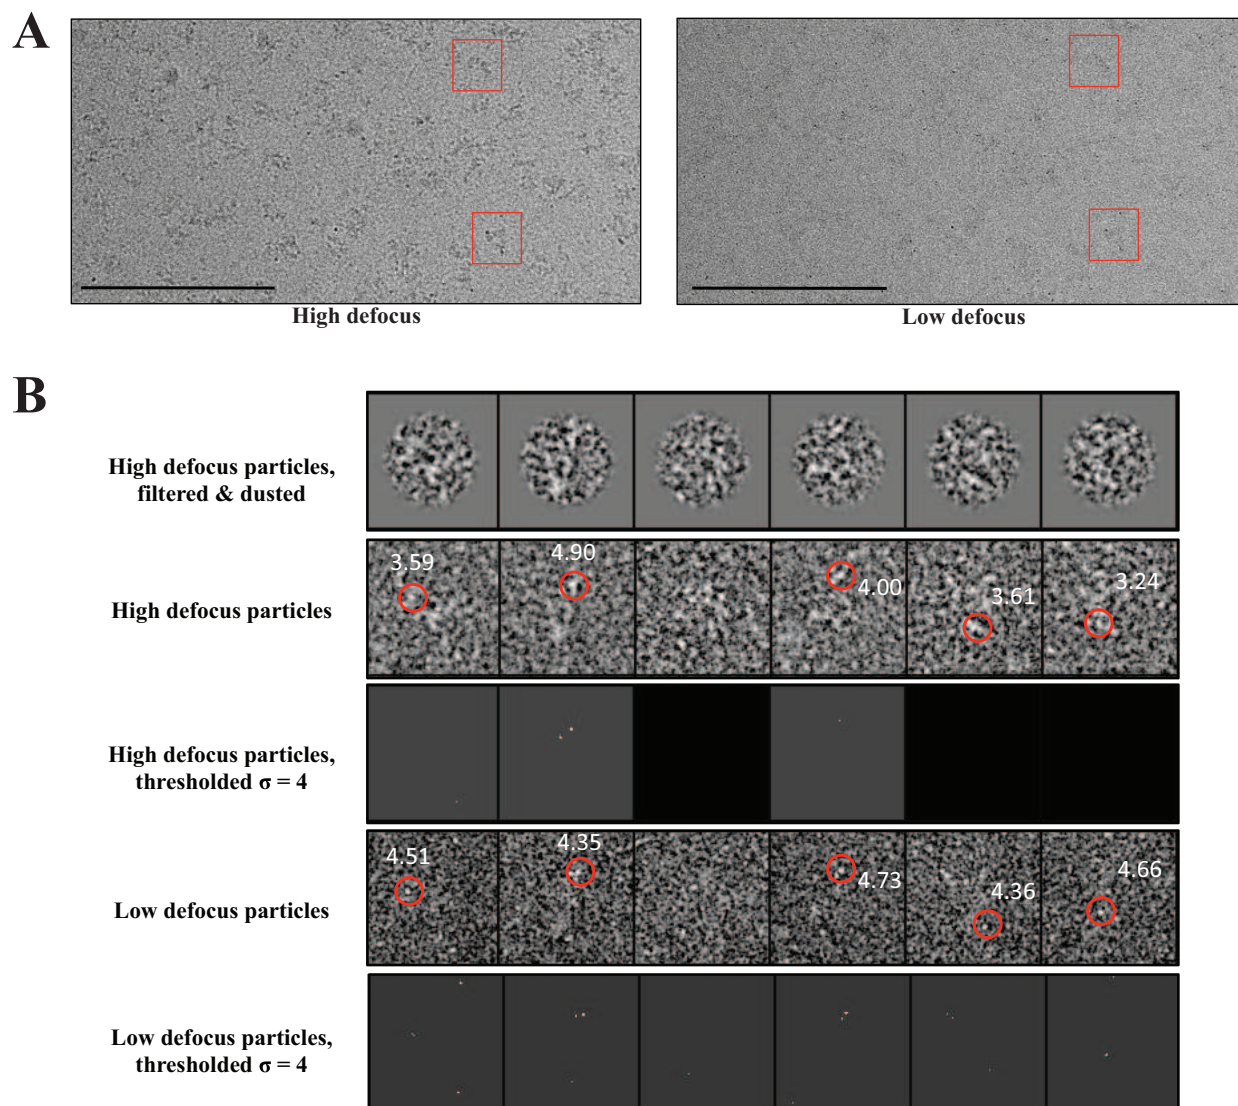 A
High defocus
Low defocus
B
High defocus particles,
filtered & dusted
High defocus particles
3.59
4.90
4.00
3.61
3.24
High defocus particles,
thresholded σ = 4
Low defocus particles
4.51
4.35
4.73
4.36
4.66
Low defocus particles,
thresholded σ = 4